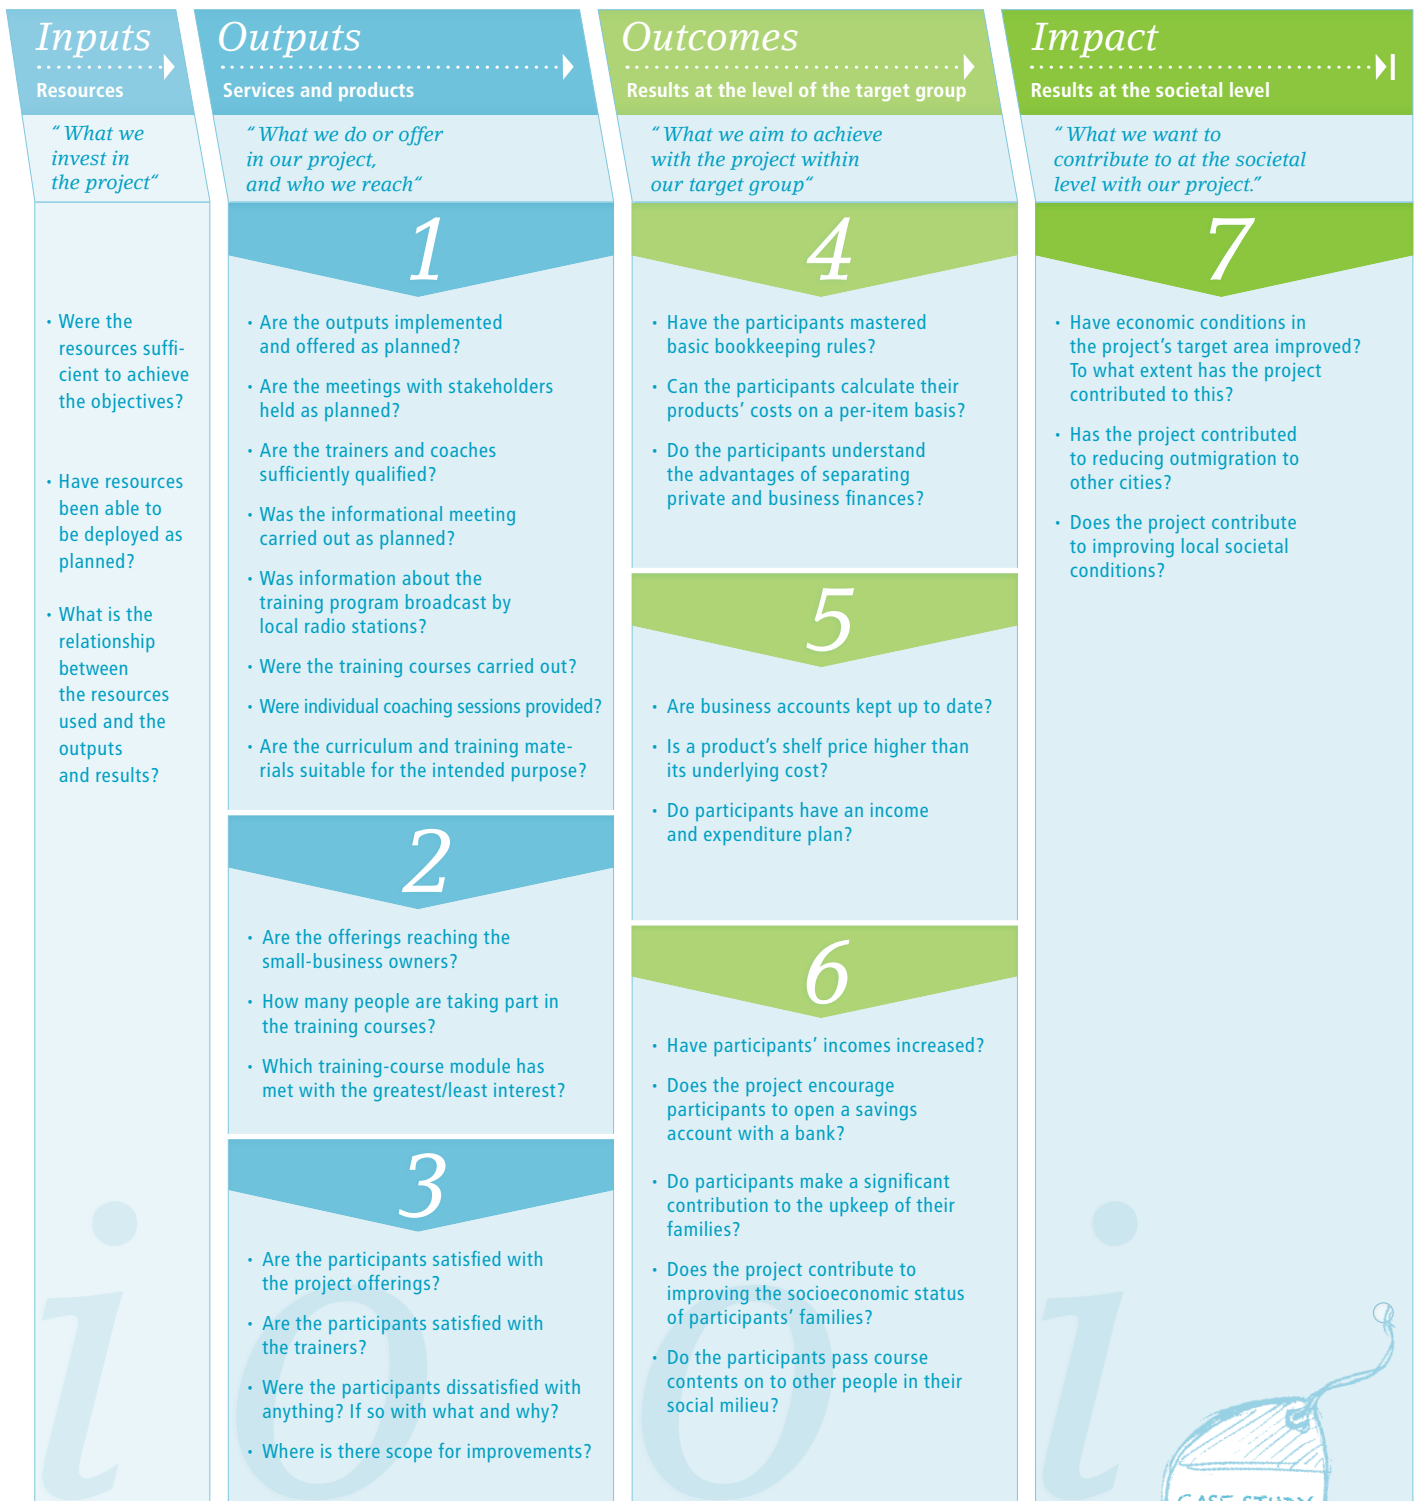 Inputs
Resources
“ What we
invest in
the project“
· Were the
resources suffi-
cient to achieve
the objectives?
· Have resources
been able to
be deployed as
planned?
· What is the
relationship
between
the resources
used and the
outputs
and results?
Outputs
Services and products
“ What we do or offer
in our project,
and who we reach“
1
· Are the outputs implemented
and offered as planned?
· Are the meetings with stakeholders
held as planned?
· Are the trainers and coaches
sufficiently qualified?
· Was the informational meeting
carried out as planned?
· Was information about the
training program broadcast by
local radio stations?
· Were the training courses carried out?
· Were individual coaching sessions provided?
· Are the curriculum and training mate-
rials suitable for the intended purpose?
2
· Are the offerings reaching the
small-business owners?
· How many people are taking part in
the training courses?
· Which training-course module has
met with the greatest/least interest?
3
· Are the participants satisfied with
the project offerings?
· Are the participants satisfied with
the trainers?
· Were the participants dissatisfied with
anything? If so with what and why?
· Where is there scope for improvements?
Outcomes
Results at the level of the target group
“ What we aim to achieve
with the project within
our target group“
4
· Have the participants mastered
basic bookkeeping rules?
· Can the participants calculate their
products’ costs on a per-item basis?
· Do the participants understand
the advantages of separating
private and business finances?
5
· Are business accounts kept up to date?
· Is a product’s shelf price higher than
its underlying cost?
· Do participants have an income
and expenditure plan?
6
· Have participants’ incomes increased?
· Does the project encourage
participants to open a savings
account with a bank?
· Do participants make a significant
contribution to the upkeep of their
families?
· Does the project contribute to
improving the socioeconomic status
of participants’ families?
· Do the participants pass course
contents on to other people in their
social milieu?
Impact
Results at the societal level
“ What we want to
contribute to at the societal
level with our project.”
7
· Have economic conditions in
the project’s target area improved?
To what extent has the project
contributed to this?
· Has the project contributed
to reducing outmigration to
other cities?
· Does the project contribute
to improving local societal
conditions?
i o o i
CASE STUDY